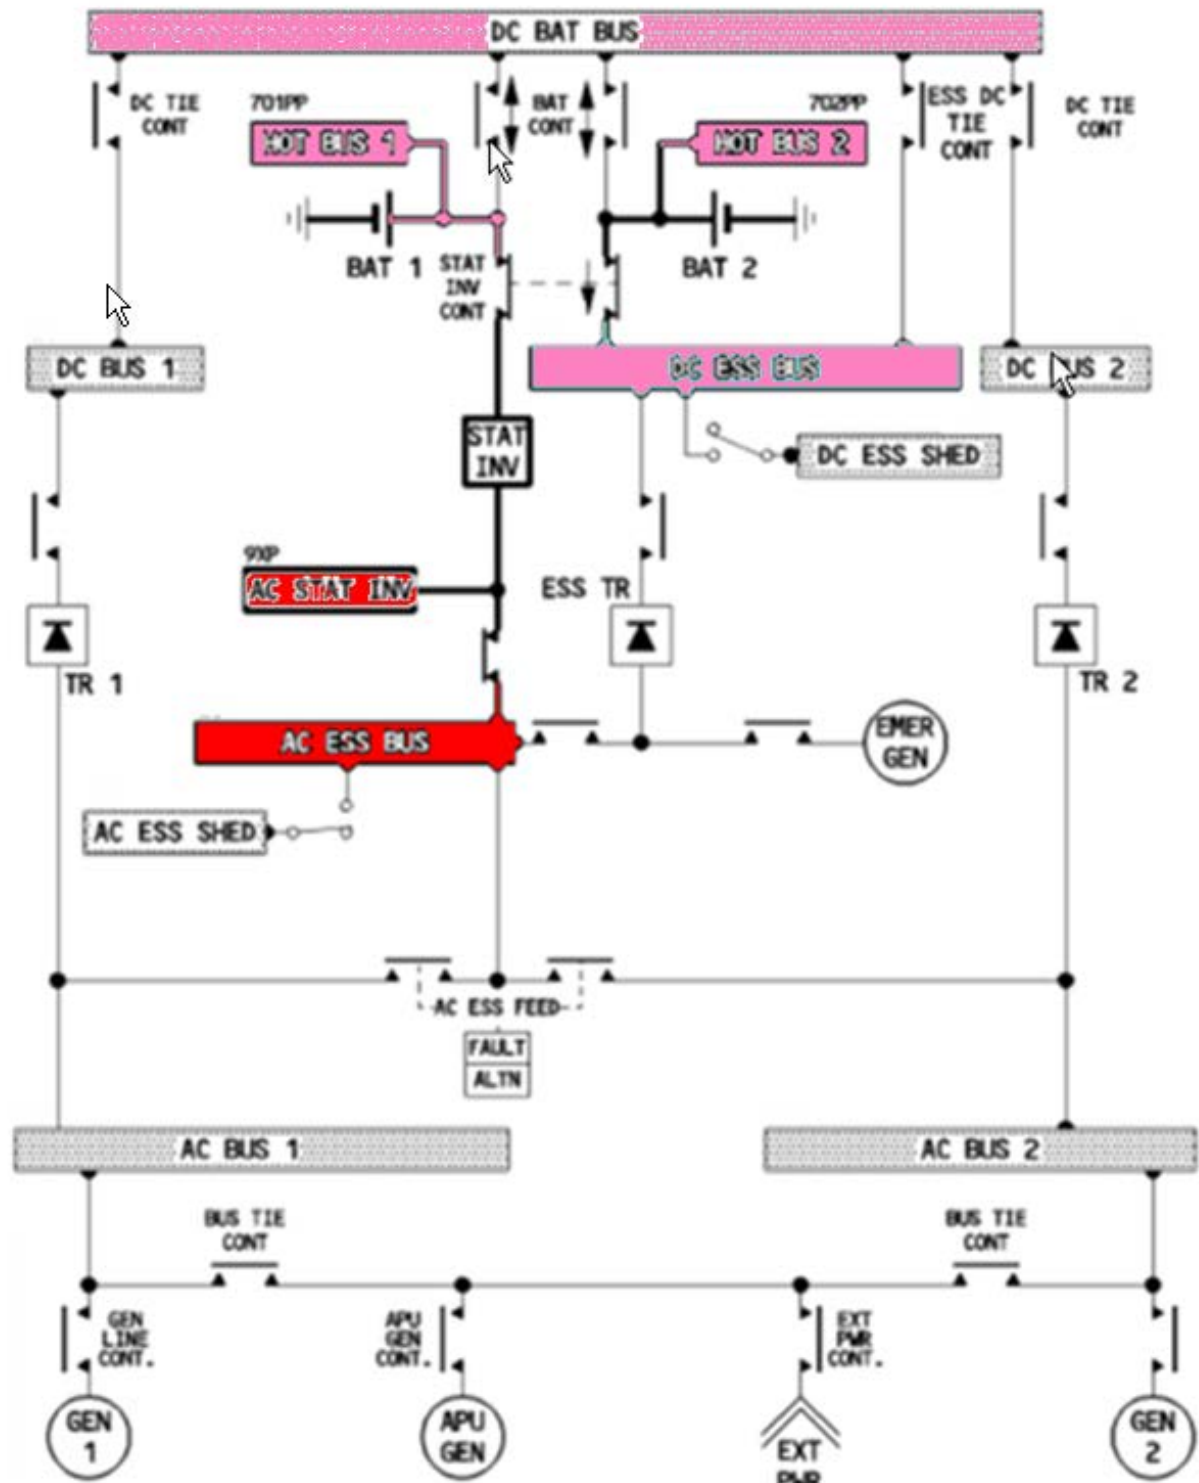 DC BAT BUS
DC TIE
CONT
701PP
HOT BUS 1
BAT
CONT
702PP
HOT BUS 2
ESS DC
TIE
CONT
DC TIE
CONT
BAT 1
STAT
INV
CONT
BAT 2
DC BUS 1
DC ESS BUS
DC BUS 2
STAT
INV
DC ESS SHED
9XP
AC STAT INV
ESS TR
TR 1
TR 2
AC ESS BUS
EMER
GEN
AC ESS SHED
AC ESS FEED
FAULT
ALTN
AC BUS 1
AC BUS 2
BUS TIE
CONT
BUS TIE
CONT
GEN
LINE
CONT.
APU
GEN
CONT.
EXT
PWR
CONT.
GEN
1
APU
GEN
EXT
PWR
GEN
2